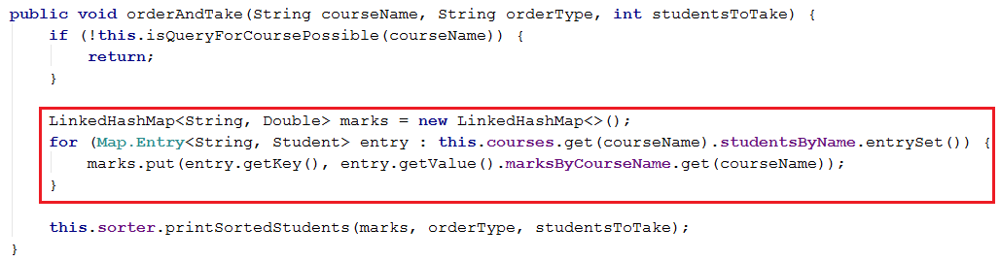 public void orderAndTake(String courseName, String orderType, int studentsToTake) {
if (!this.isQueryForCoursePossible(courseName)) {
return;
}
LinkedHashMap<String, Double> marks = new LinkedHashMap<>();
for (Map.Entry<String, Student> entry : this.courses.get(courseName).studentsByName.entrySet()) {
marks.put(entry.getKey(), entry.getValue().marksByCourseName.get(courseName));
}
this.sorter.printSortedStudents(marks, orderType, studentsToTake);
}